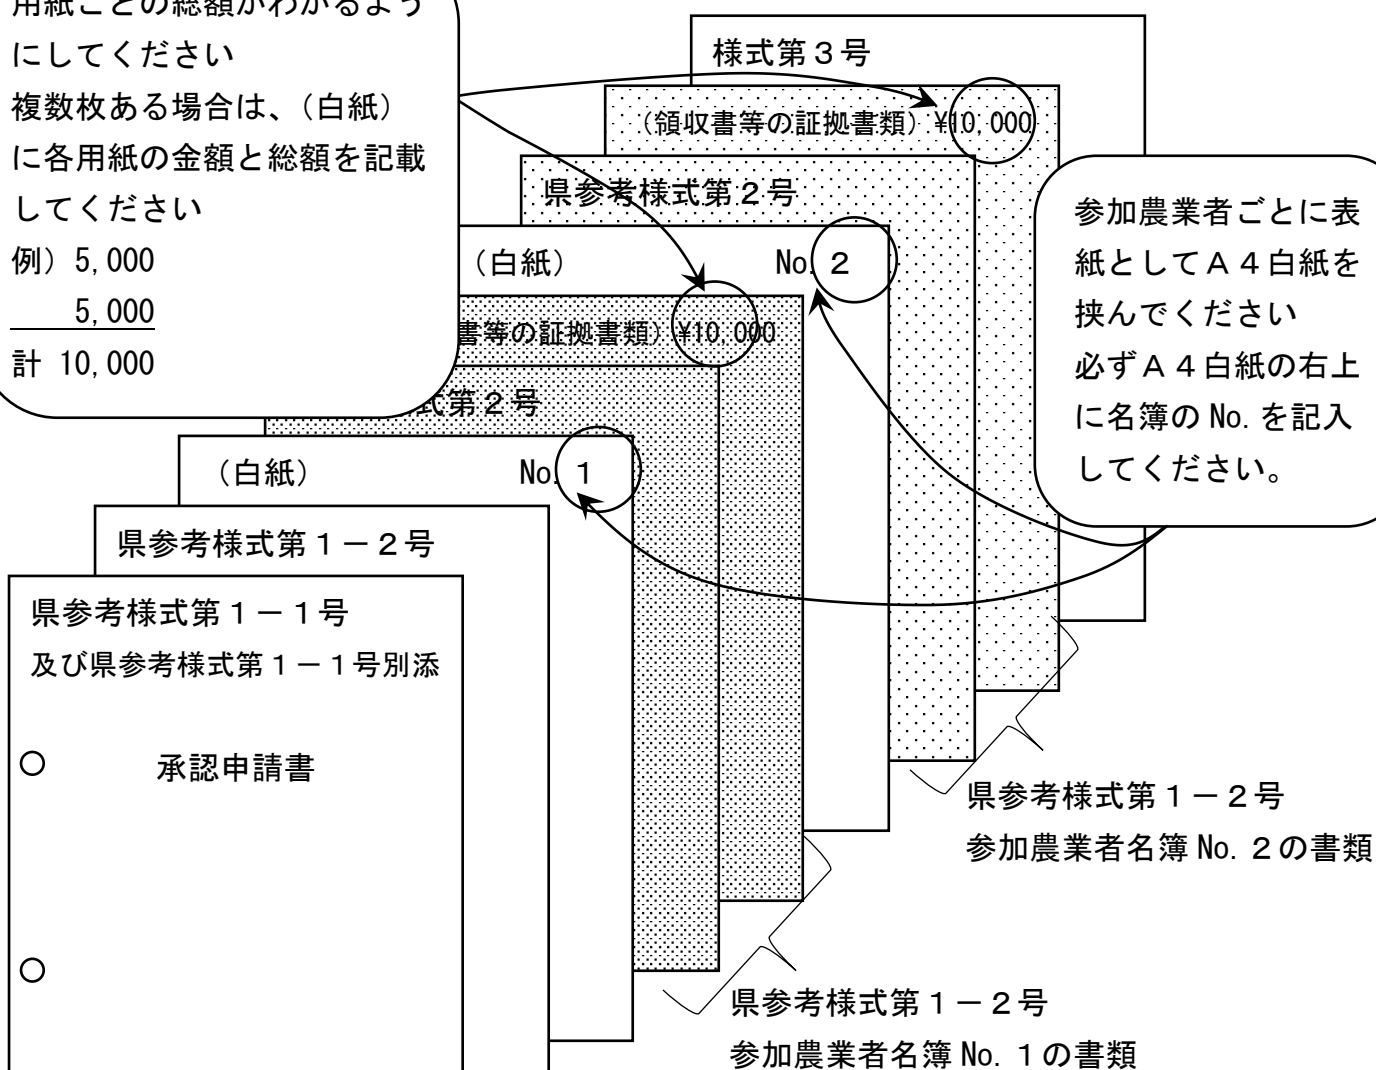 用紙ごとの総額がわかるよう
にしてください
複数枚ある場合は、（白紙）
に各用紙の金額と総額を記載
してください
例）5,000
5,000
計 10,000
様式第３号
（領収書等の証拠書類）¥10,000
県参考様式第２号
（白紙） No. 2
書等の証拠書類）¥10,000
式第２号
（白紙） No. 1
県参考様式第１－２号
県参考様式第１－１号
及び県参考様式第１－１号別添
承認申請書
参加農業者ごとに表
紙としてＡ４白紙を
挟んでください
必ずＡ４白紙の右上
に名簿の No. を記入
してください。
県参考様式第１－２号
参加農業者名簿 No. ２の書類
県参考様式第１－２号
参加農業者名簿 No. １の書類